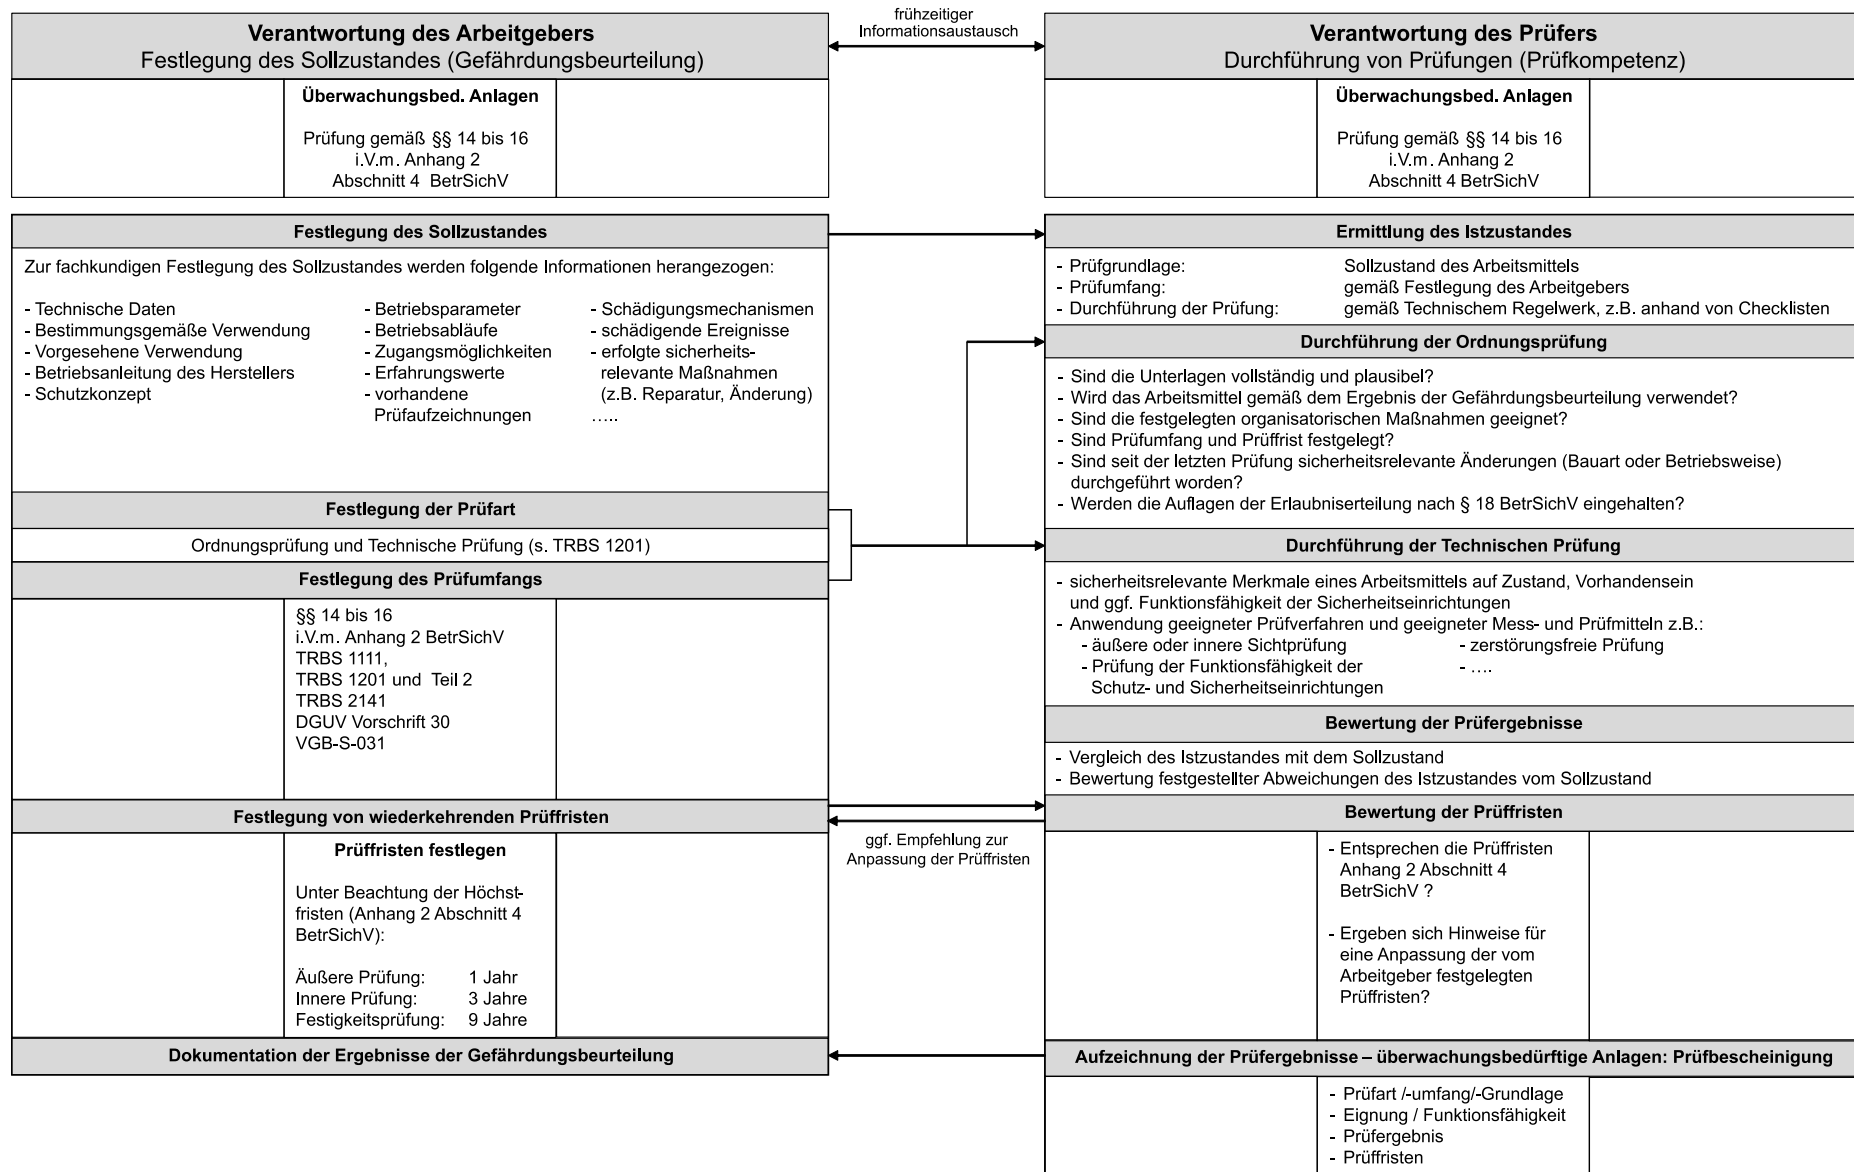 Verantwortung des Arbeitgebers
Festlegung des Sollzustandes (Gefährdungsbeurteilung)
frühzeitiger
Informationsaustausch
Verantwortung des Prüfers
Durchführung von Prüfungen (Prüfkompetenz)
Überwachungsbed. Anlagen
Prüfung gemäß §§ 14 bis 16
i.V.m. Anhang 2
Abschnitt 4 BetrSichV
Überwachungsbed. Anlagen
Prüfung gemäß §§ 14 bis 16
i.V.m. Anhang 2
Abschnitt 4 BetrSichV
Festlegung des Sollzustandes
Zur fachkundigen Festlegung des Sollzustandes werden folgende Informationen herangezogen:
- Technische Daten
- Bestimmungsgemäße Verwendung
- Vorgesehene Verwendung
- Betriebsanleitung des Herstellers
- Schutzkonzept
- Betriebsparameter
- Betriebsabläufe
- Zugangsmöglichkeiten
- Erfahrungswerte
- vorhandene
Prüfaufzeichnungen
- Schädigungsmechanismen
- schädigende Ereignisse
- erfolgte sicherheits-
relevante Maßnahmen
(z.B. Reparatur, Änderung)
…..
Festlegung der Prüfart
Ordnungsprüfung und Technische Prüfung (s. TRBS 1201)
Festlegung des Prüfumfangs
§§ 14 bis 16
i.V.m. Anhang 2 BetrSichV
TRBS 1111,
TRBS 1201 und Teil 2
TRBS 2141
DGUV Vorschrift 30
VGB-S-031
Festlegung von wiederkehrenden Prüffristen
Prüffristen festlegen
Unter Beachtung der Höchst-
fristen (Anhang 2 Abschnitt 4
BetrSichV):
Äußere Prüfung: 1 Jahr
Innere Prüfung: 3 Jahre
Festigkeitsprüfung: 9 Jahre
Dokumentation der Ergebnisse der Gefährdungsbeurteilung
ggf. Empfehlung zur
Anpassung der Prüffristen
Ermittlung des Istzustandes
- Prüfgrundlage: Sollzustand des Arbeitsmittels
- Prüfumfang: gemäß Festlegung des Arbeitgebers
- Durchführung der Prüfung: gemäß Technischem Regelwerk, z.B. anhand von Checklisten
Durchführung der Ordnungsprüfung
- Sind die Unterlagen vollständig und plausibel?
- Wird das Arbeitsmittel gemäß dem Ergebnis der Gefährdungsbeurteilung verwendet?
- Sind die festgelegten organisatorischen Maßnahmen geeignet?
- Sind Prüfumfang und Prüffrist festgelegt?
- Sind seit der letzten Prüfung sicherheitsrelevante Änderungen (Bauart oder Betriebsweise)
durchgeführt worden?
- Werden die Auflagen der Erlaubniserteilung nach § 18 BetrSichV eingehalten?
Durchführung der Technischen Prüfung
- sicherheitsrelevante Merkmale eines Arbeitsmittels auf Zustand, Vorhandensein
und ggf. Funktionsfähigkeit der Sicherheitseinrichtungen
- Anwendung geeigneter Prüfverfahren und geeigneter Mess- und Prüfmitteln z.B.:
- äußere oder innere Sichtprüfung
- Prüfung der Funktionsfähigkeit der
Schutz- und Sicherheitseinrichtungen
- zerstörungsfreie Prüfung
- ….
Bewertung der Prüfergebnisse
- Vergleich des Istzustandes mit dem Sollzustand
- Bewertung festgestellter Abweichungen des Istzustandes vom Sollzustand
Bewertung der Prüffristen
- Entsprechen die Prüffristen
Anhang 2 Abschnitt 4
BetrSichV ?
- Ergeben sich Hinweise für
eine Anpassung der vom
Arbeitgeber festgelegten
Prüffristen?
Aufzeichnung der Prüfergebnisse – überwachungsbedürftige Anlagen: Prüfbescheinigung
- Prüfart /-umfang/-Grundlage
- Eignung / Funktionsfähigkeit
- Prüfergebnis
- Prüffristen